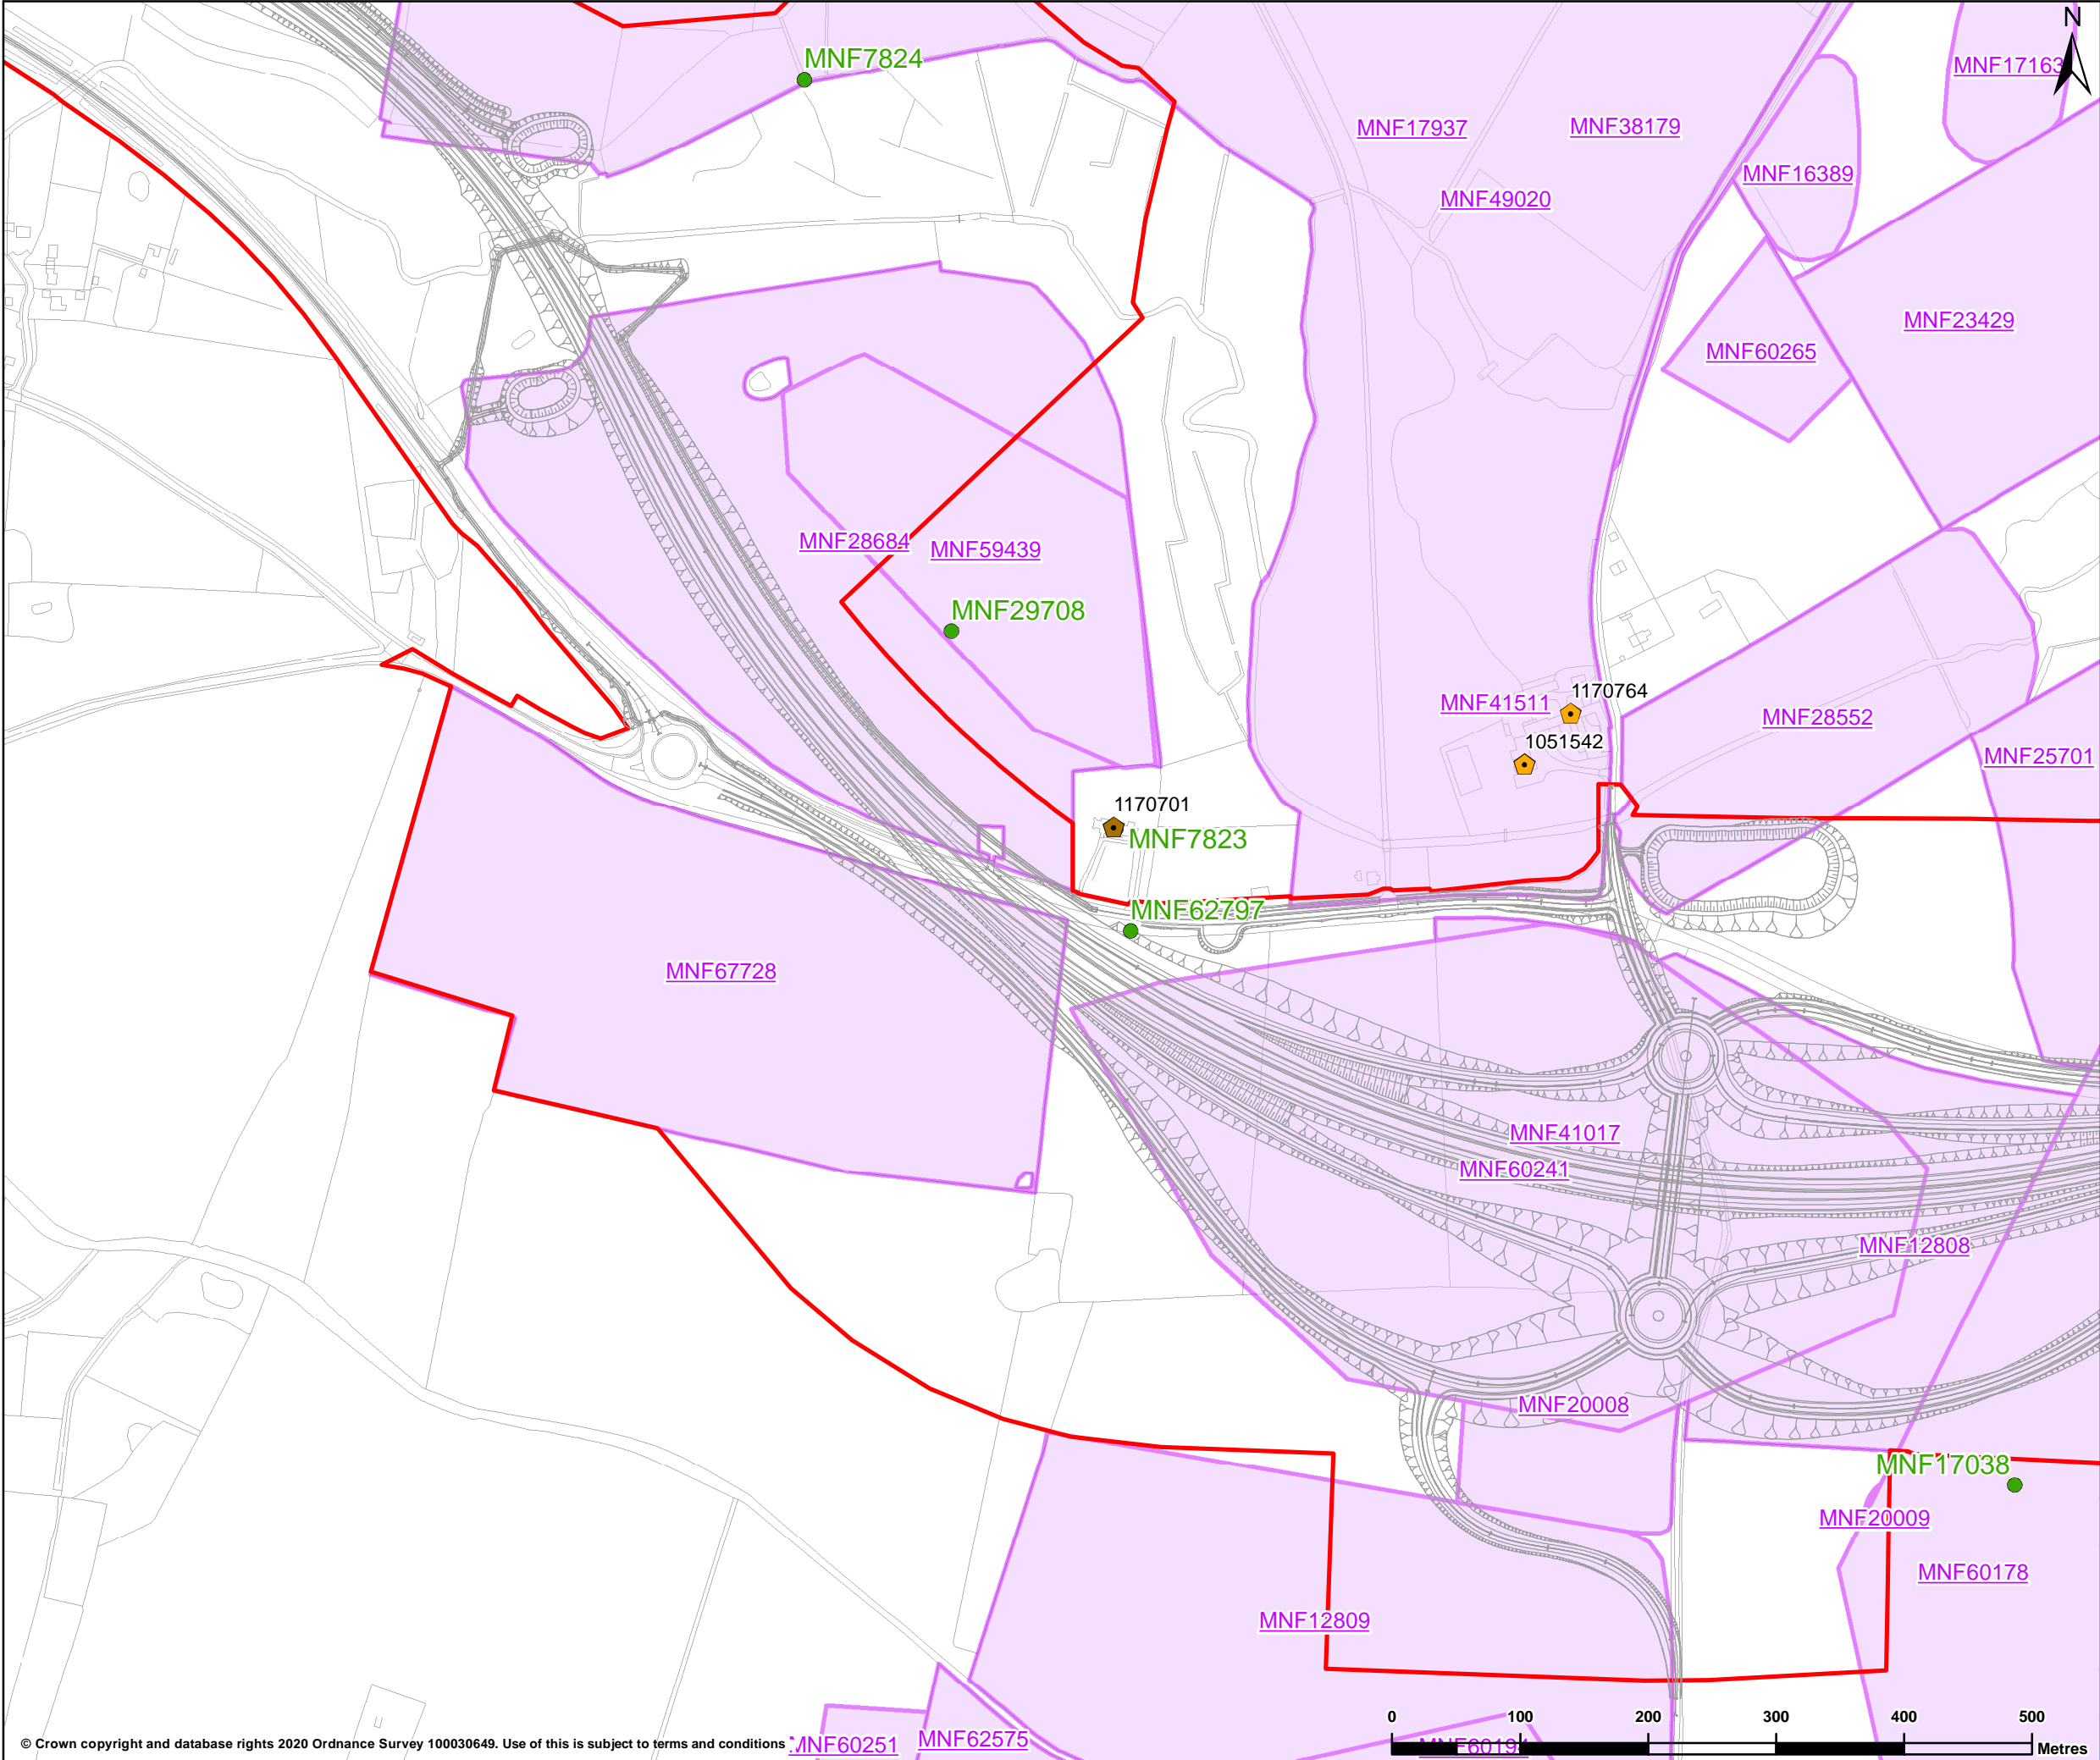 N
MNF7824
MNF17163
MNF17937
MNF38179
MNF16389
MNF49020
MNF23429
MNF60265
MNF28684
MNF59439
MNF29708
1170764
MNF41511
MNF28552
1051542
MNF25701
1170701
MNF7823
MNF62797
MNF67728
MNF41017
MNF60241
MNF12808
MNF20008
MNF17038
MNF20009
MNF60178
MNF12809
0 100 200 300 400 500
Metres
© Crown copyright and database rights 2020 Ordnance Survey 100030649. Use of this is subject to terms and conditions
MNF60251
MNF62575